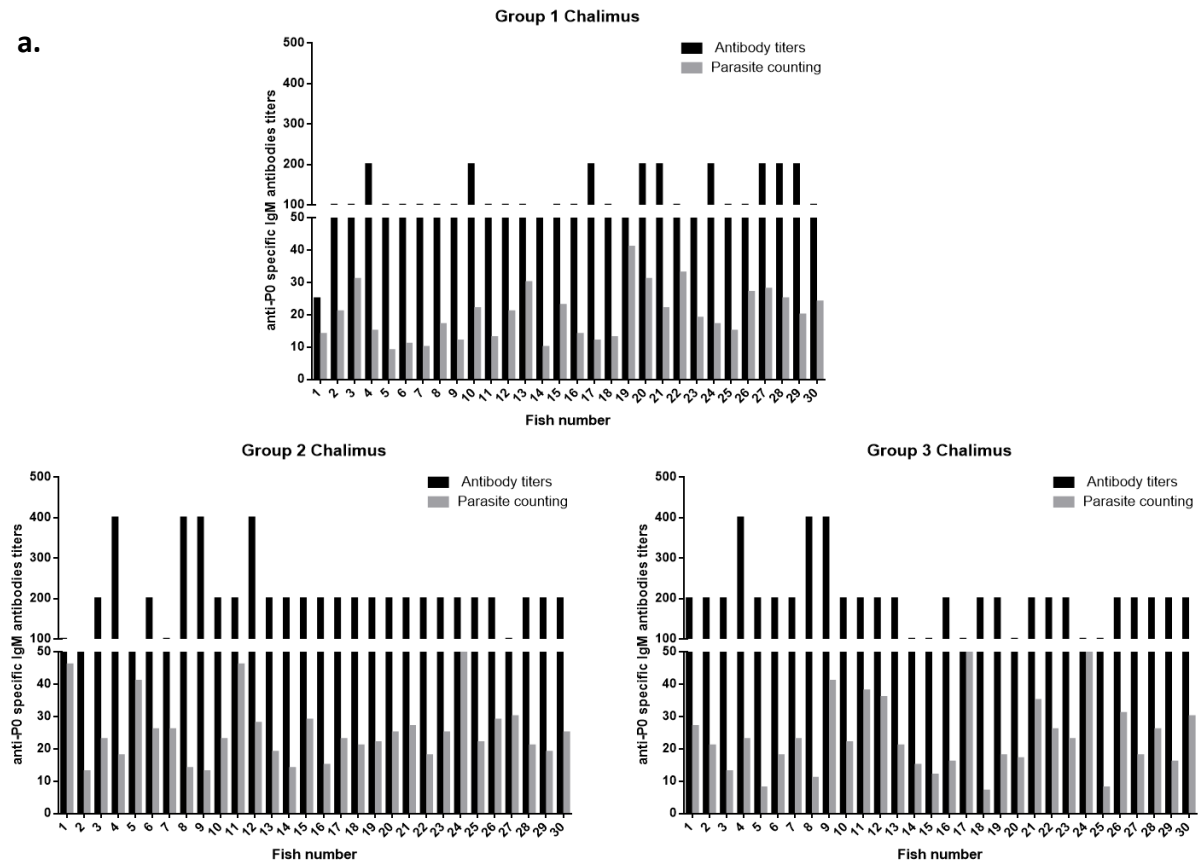 Group 1 Chalimus
a.
Antibody titers
Parasite counting
anti-P0 specific IgM antibodies titers
500
400
300
200
100
50
40
30
20
10
0
1 2 3 4 5 6 7 8 9 10 11 12 13 14 15 16 17 18 19 20 21 22 23 24 25 26 27 28 29 30
Fish number
Group 2 Chalimus
Antibody titers
Parasite counting
anti-P0 specific IgM antibodies titers
500
400
300
200
100
50
40
30
20
10
0
1 2 3 4 5 6 7 8 9 10 11 12 13 14 15 16 17 18 19 20 21 22 23 24 25 26 27 28 29 30
Fish number
Group 3 Chalimus
Antibody titers
Parasite counting
anti-P0 specific IgM antibodies titers
500
400
300
200
100
50
40
30
20
10
0
1 2 3 4 5 6 7 8 9 10 11 12 13 14 15 16 17 18 19 20 21 22 23 24 25 26 27 28 29 30
Fish number